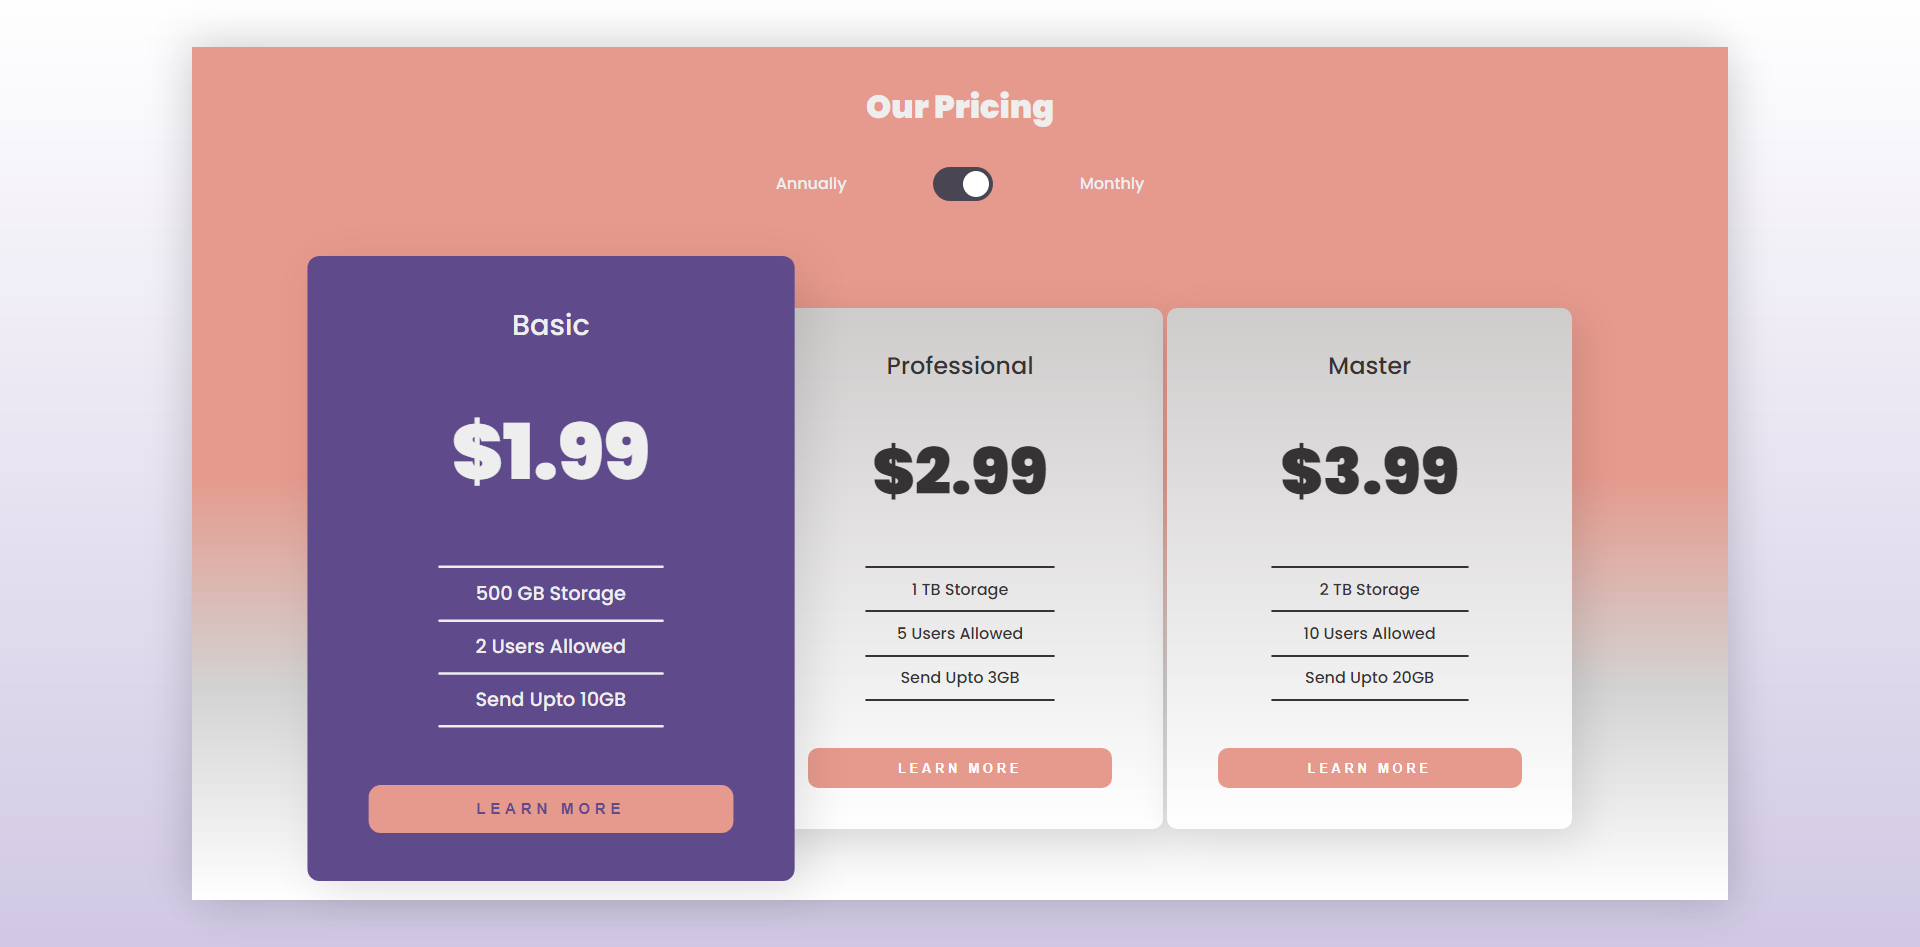 Our Pricing
Annually
Monthly
Basic
$1.99
500 GB Storage
2 Users Allowed
Send Upto 10GB
LEARN MORE
Professional
$2.99
1 TB Storage
5 Users Allowed
Send Upto 3GB
LEARN MORE
Master
$3.99
2 TB Storage
10 Users Allowed
Send Upto 20GB
LEARN MORE